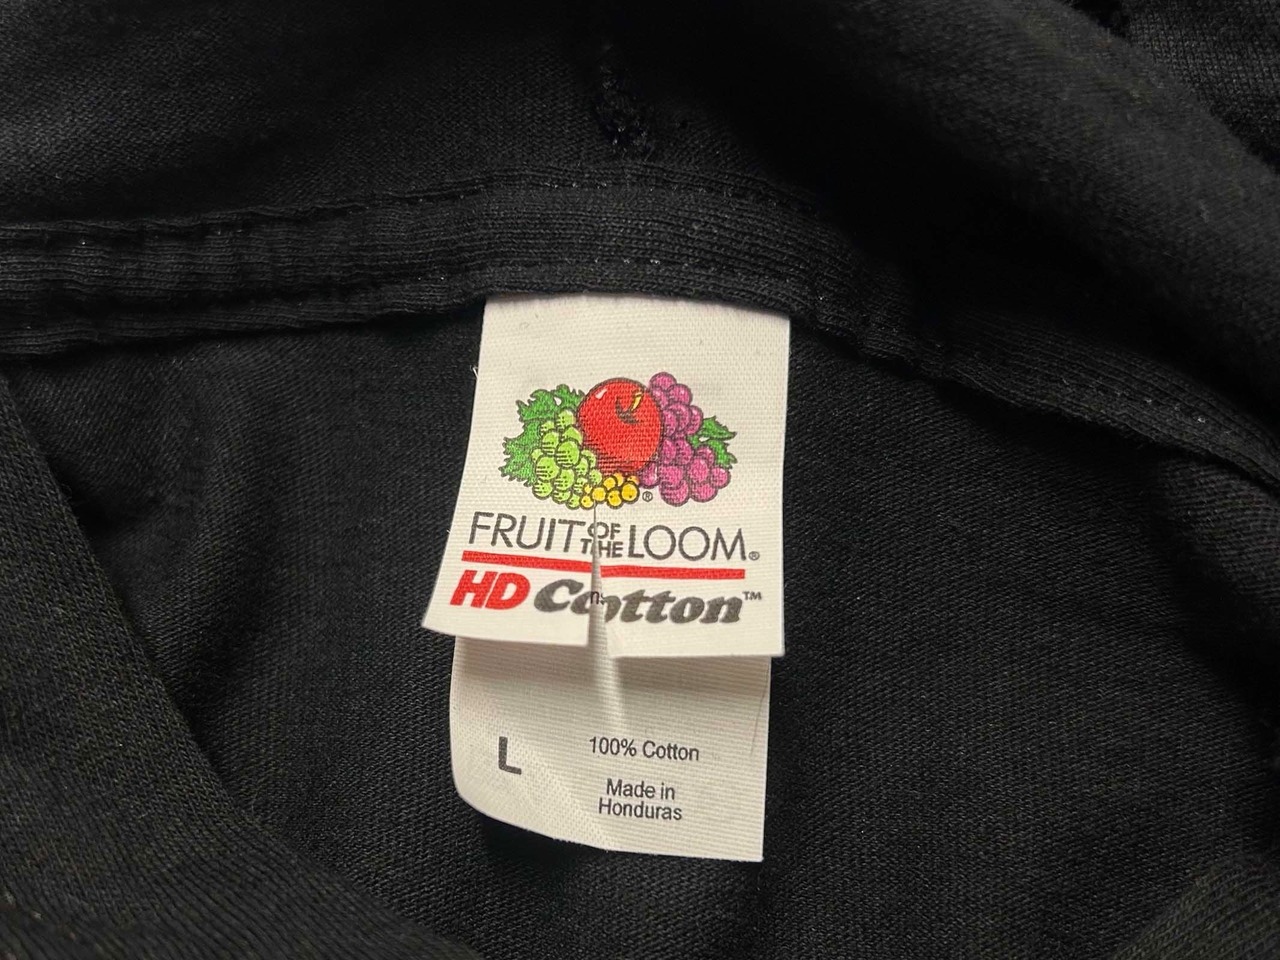 ®
FRUIT OF THE LOOM®
HD Cotton™
L
100% Cotton
Made in
Honduras